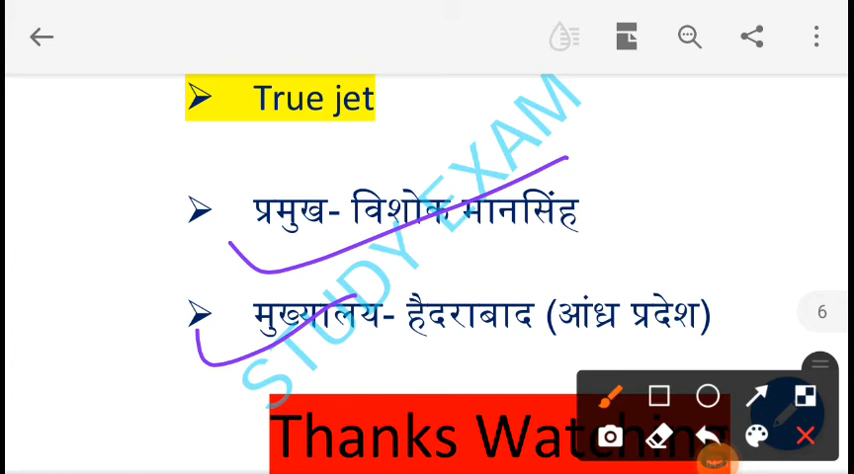 True jet
प्रमुख- विशोक मानसिंह
मुख्यालय- हैदराबाद (आंध्र प्रदेश)
6
STUDY EXAM
Thanks Watching